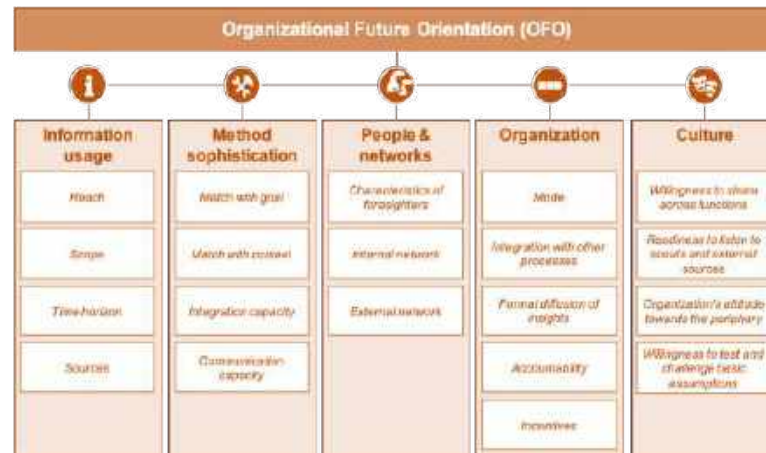 Organizational Future Orientation (OFO)
Information
usage
Reach
Scope
Time-horizon
Sources
Method
sophistication
Match with goal
Match with context
Integration capacity
Communication
capacity
People &
networks
Characteristics of
foresighters
Internal network
External network
Organization
Mode
Integration with other
processes
Formal diffusion of
insights
Accountability
Incentives
Culture
Willingness to share
across functions
Readiness to listen to
scouts and external
sources
Organization's attitude
towards the periphery
Willingness to test and
challenge basic
assumptions